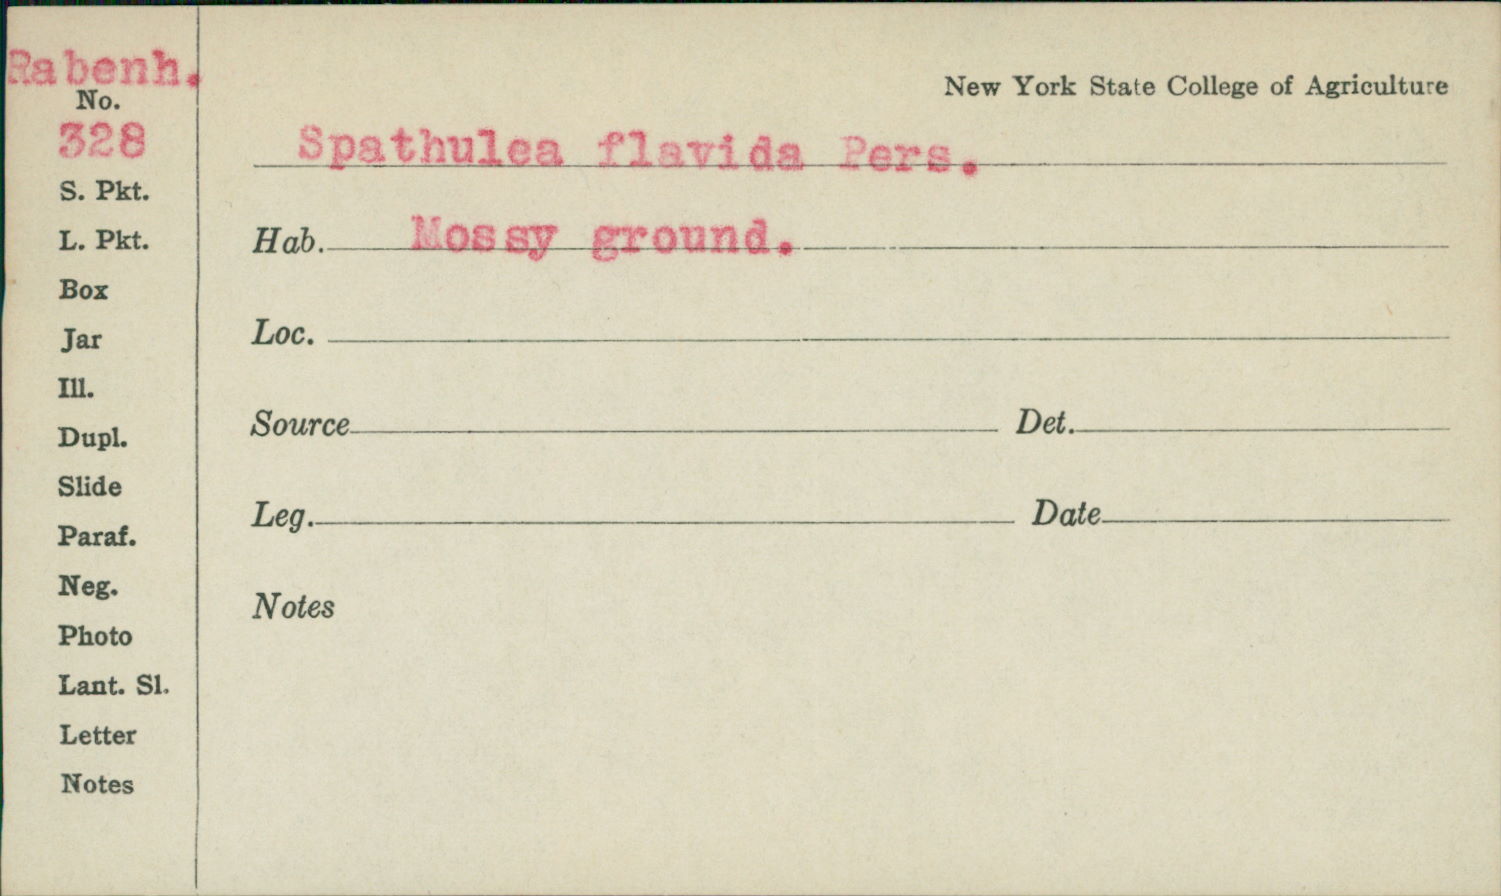 Rabenh.
No.
328
S. Pkt.
L. Pkt.
Box
Jar
Ill.
Dupl.
Slide
Paraf.
Neg.
Photo
Lant. Sl.
Letter
Notes
New York State College of Agriculture
Spathulea flavida Pers.
Hab. Mossy ground.
Loc.
Source Det.
Leg. Date
Notes